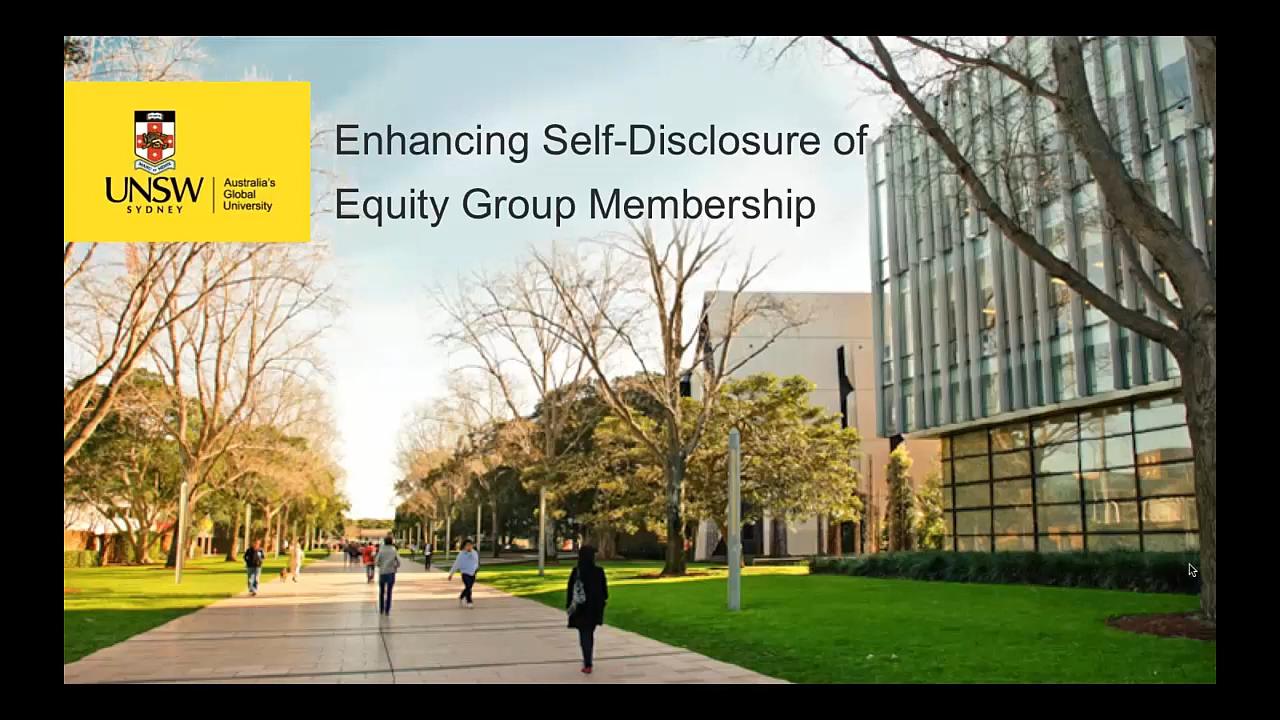 Enhancing Self-Disclosure of
Equity Group Membership
UNSW
SYDNEY
Australia's
Global
University